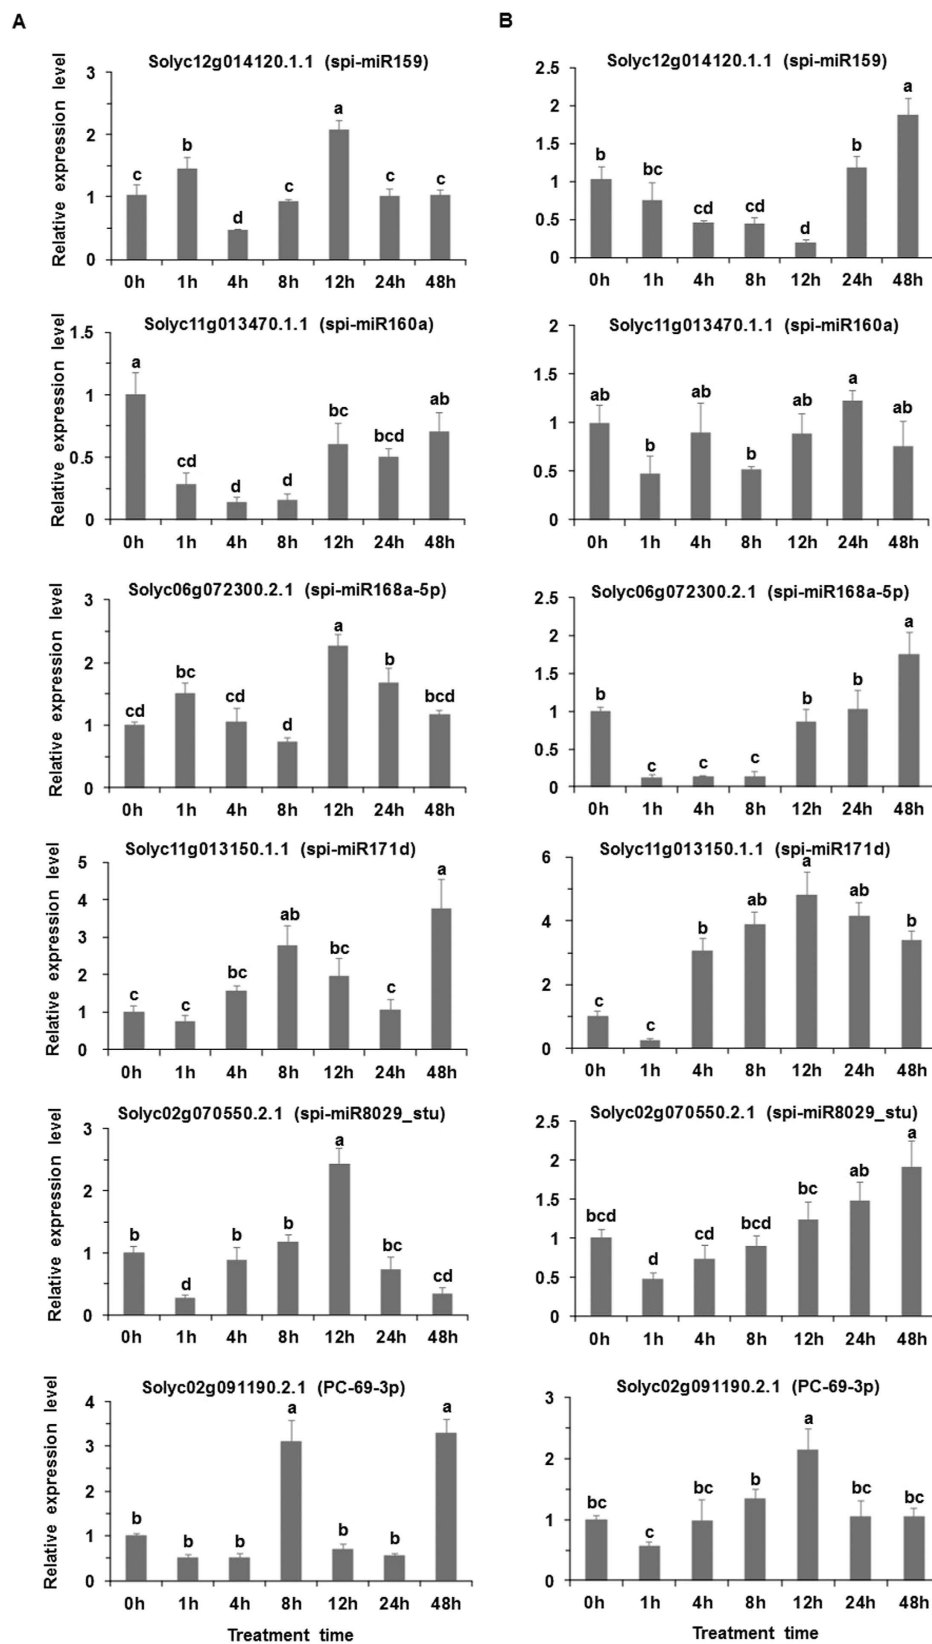 A
B
Solyc12g014120.1.1 (spi-miR159)
Relative expression level
3
2
1
0
c
b
d
c
a
c
c
0h 1h 4h 8h 12h 24h 48h
Solyc12g014120.1.1 (spi-miR159)
2.5
2
1.5
1
0.5
0
b
bc
cd
cd
d
b
a
0h 1h 4h 8h 12h 24h 48h
Solyc11g013470.1.1 (spi-miR160a)
Relative expression level
1.5
1
0.5
0
a
cd
d
d
bc
bcd
ab
0h 1h 4h 8h 12h 24h 48h
Solyc11g013470.1.1 (spi-miR160a)
2
1.5
1
0.5
0
ab
b
ab
b
ab
a
ab
0h 1h 4h 8h 12h 24h 48h
Solyc06g072300.2.1 (spi-miR168a-5p)
Relative expression level
3
2
1
0
cd
bc
cd
d
a
b
bcd
0h 1h 4h 8h 12h 24h 48h
Solyc06g072300.2.1 (spi-miR168a-5p)
2.5
2
1.5
1
0.5
0
b
c
c
c
b
b
a
0h 1h 4h 8h 12h 24h 48h
Solyc11g013150.1.1 (spi-miR171d)
Relative expression level
5
4
3
2
1
0
c
c
bc
ab
bc
c
a
0h 1h 4h 8h 12h 24h 48h
Solyc11g013150.1.1 (spi-miR171d)
6
4
2
0
c
c
b
ab
a
ab
b
0h 1h 4h 8h 12h 24h 48h
Solyc02g070550.2.1 (spi-miR8029_stu)
Relative expression level
3
2
1
0
b
d
b
b
a
bc
cd
0h 1h 4h 8h 12h 24h 48h
Solyc02g070550.2.1 (spi-miR8029_stu)
2.5
2
1.5
1
0.5
0
bcd
d
cd
bcd
bc
ab
a
0h 1h 4h 8h 12h 24h 48h
Solyc02g091190.2.1 (PC-69-3p)
Relative expression level
4
3
2
1
0
b
b
b
a
b
b
a
0h 1h 4h 8h 12h 24h 48h
Treatment time
Solyc02g091190.2.1 (PC-69-3p)
3
2
1
0
bc
c
bc
b
a
bc
bc
0h 1h 4h 8h 12h 24h 48h
Treatment time